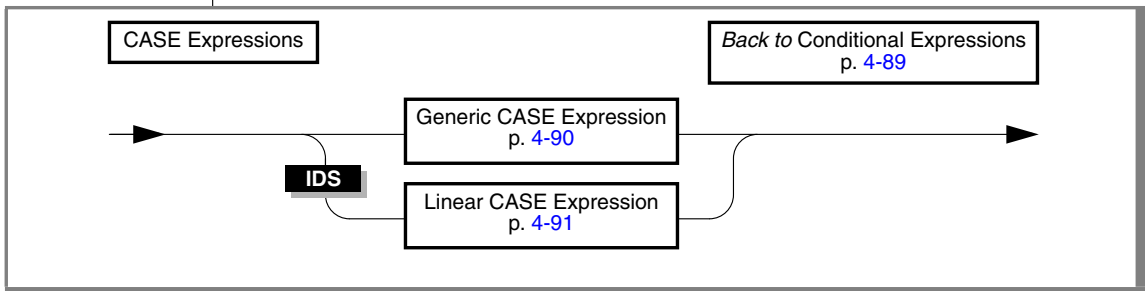 CASE Expressions
Back to Conditional Expressions
p. 4-89
Generic CASE Expression
p. 4-90
IDS
Linear CASE Expression
p. 4-91